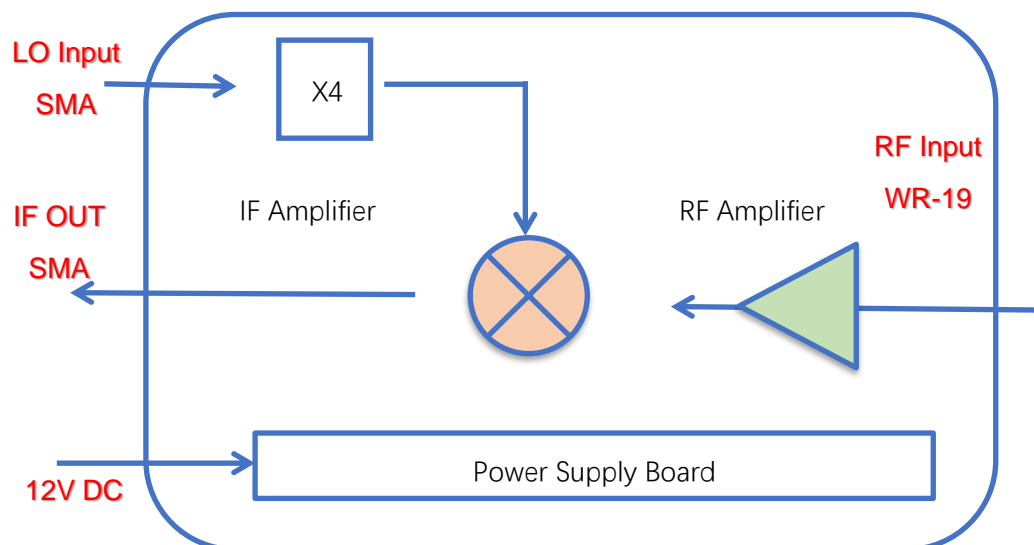 LO Input
SMA
X4
RF Input
WR-19
IF OUT
SMA
IF Amplifier
RF Amplifier
12V DC
Power Supply Board